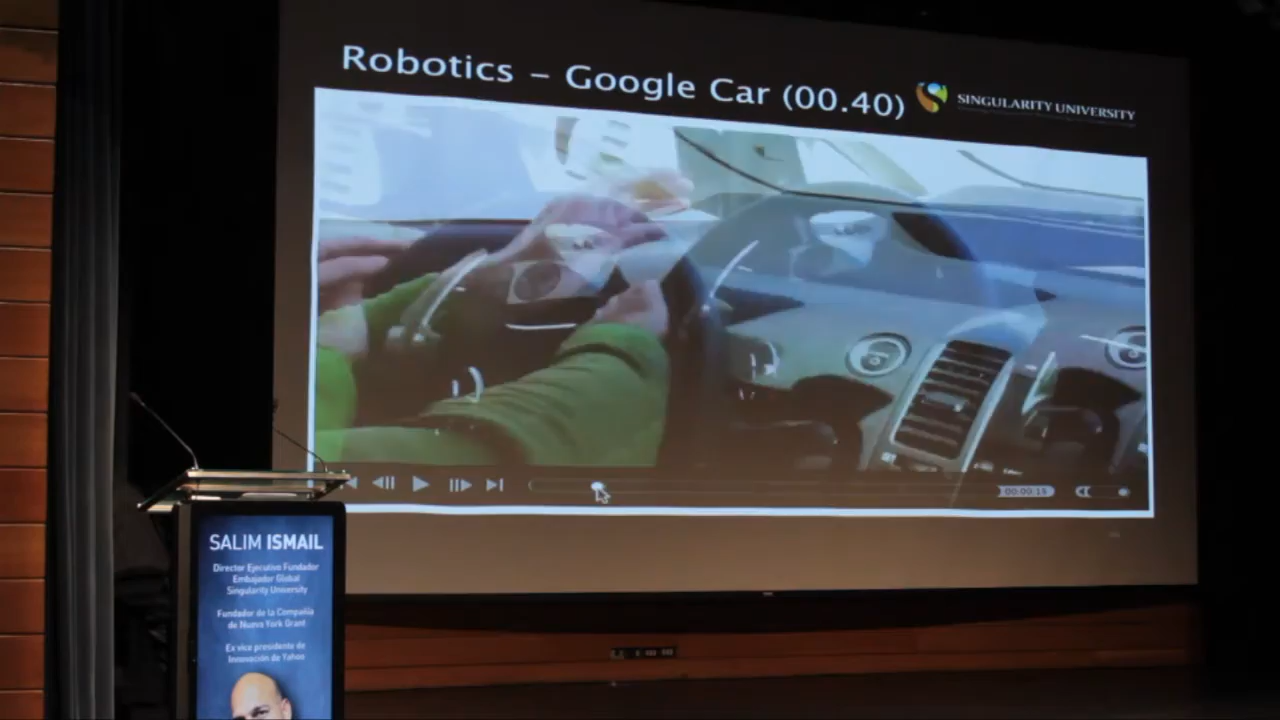 Robotics – Google Car (00.40)
SINGULARITY UNIVERSITY
00:00:15
SALIM ISMAIL
Director Ejecutivo Fundador
Embajador Global
Singularity University
Fundador de la Compañía
de Nueva York Grant
Ex vice presidente de
Innovación de Yahoo